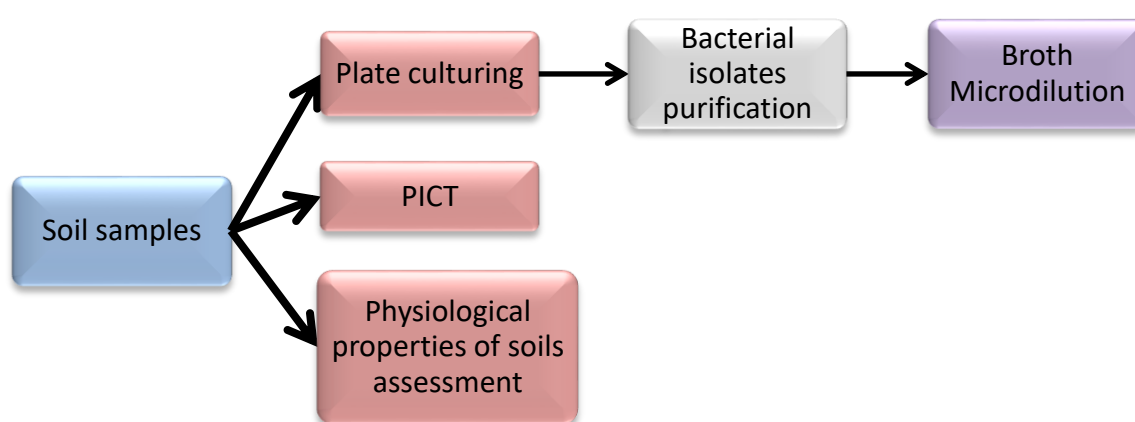 Soil samples
Plate culturing
Bacterial
isolates
purification
Broth
Microdilution
PICT
Physiological
properties of soils
assessment